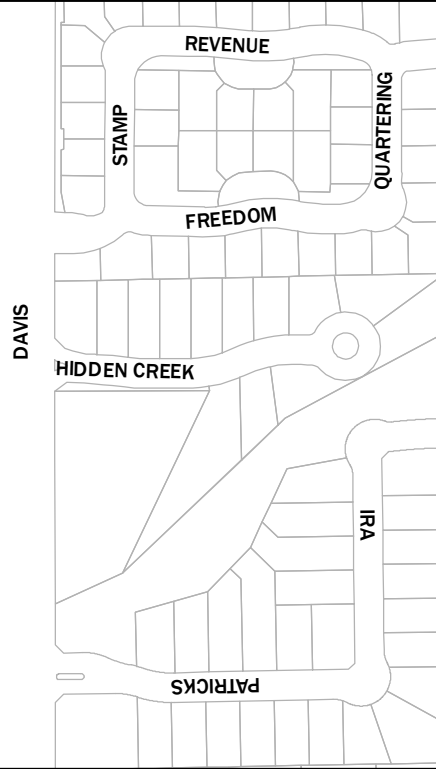 REVENUE
STAMP
QUARTERING
FREEDOM
DAVIS
HIDDEN CREEK
IRA
PATRICKS